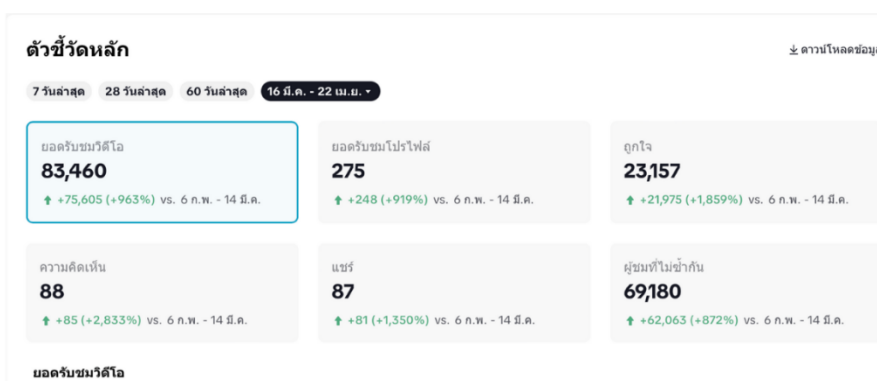 ตัวชี้วัดหลัก
ดาวน์โหลดข้อมูล
7 วันล่าสุด 28 วันล่าสุด 60 วันล่าสุด 16 มี.ค. - 22 เม.ย.
ยอดรับชมวิดีโอ ยอดรับชมโปรไฟล์ ถูกใจ
83,460 275 23,157
+75,605 (+963%) vs. 6 ก.พ. - 14 มี.ค. +248 (+919%) vs. 6 ก.พ. - 14 มี.ค. +21,975 (+1,859%) vs. 6 ก.พ. - 14 มี.ค.
ความคิดเห็น แชร์ ผู้ชมที่ไม่ซ้ำกัน
88 87 69,180
+85 (+2,833%) vs. 6 ก.พ. - 14 มี.ค. +81 (+1,350%) vs. 6 ก.พ. - 14 มี.ค. +62,063 (+872%) vs. 6 ก.พ. - 14 มี.ค.
ยอดรับชมวิดีโอ